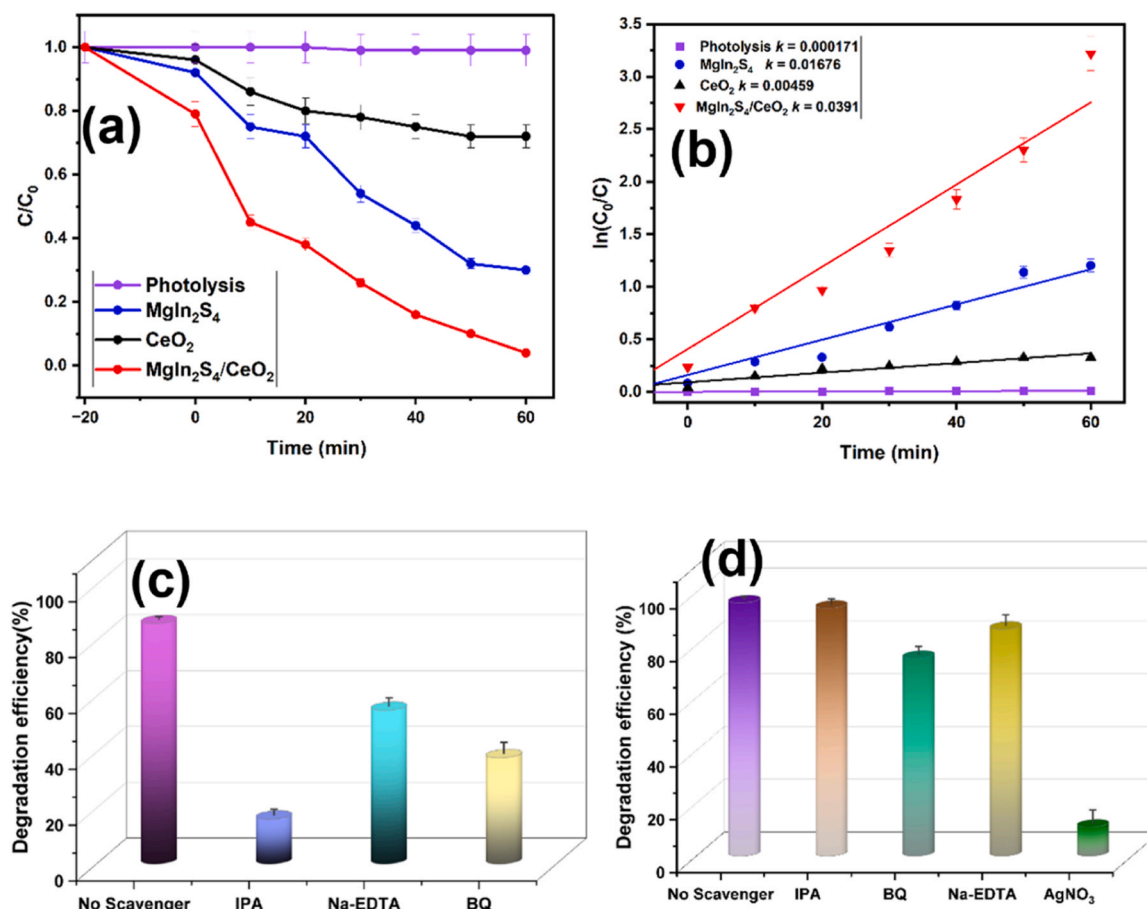 (a)
C/C₀
1.0
0.8
0.6
0.4
0.2
0.0
Photolysis
MgIn₂S₄
CeO₂
MgIn₂S₄/CeO₂
−20
0
20
40
60
Time (min)
(b)
ln(C₀/C)
3.5
3.0
2.5
2.0
1.5
1.0
0.5
0.0
Photolysis k = 0.000171
MgIn₂S₄ k = 0.01676
CeO₂ k = 0.00459
MgIn₂S₄/CeO₂ k = 0.0391
0
20
40
60
Time (min)
(c)
Degradation efficiency(%)
100
80
60
40
20
0
No Scavenger
IPA
Na-EDTA
BQ
(d)
Degradation efficiency (%)
100
80
60
40
20
0
No Scavenger
IPA
BQ
Na-EDTA
AgNO₃